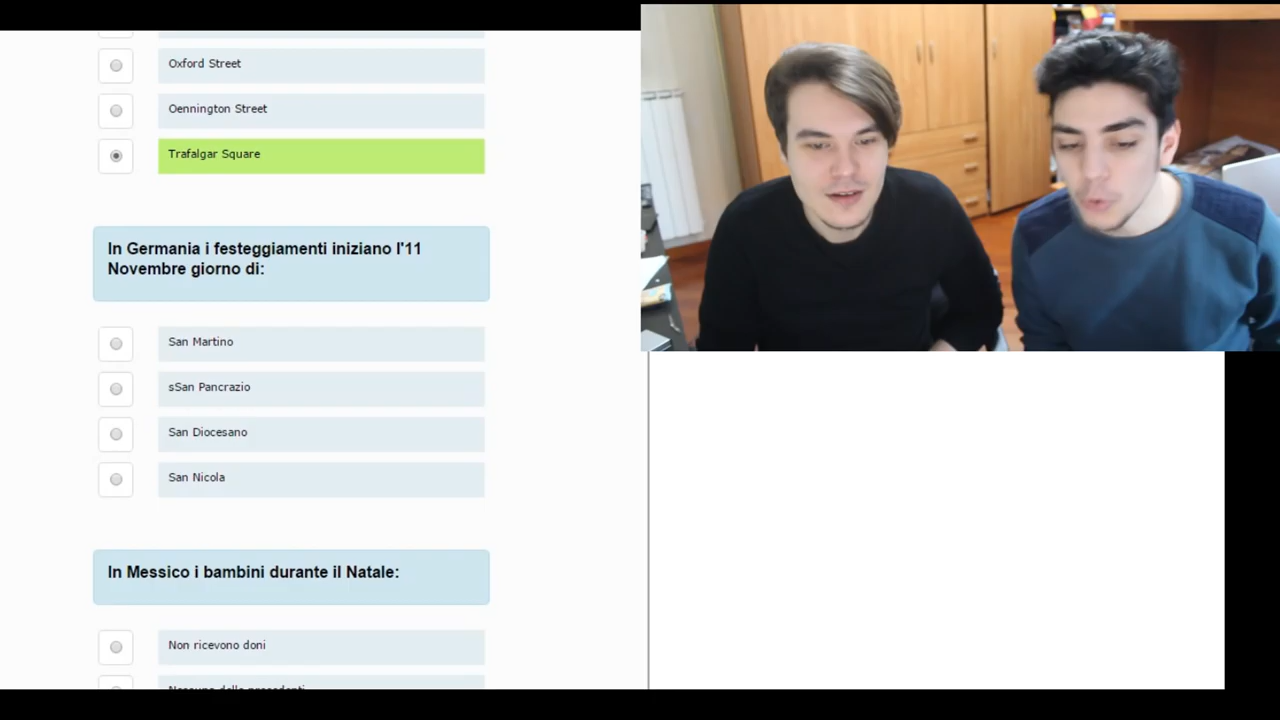 Oxford Street
Oennington Street
Trafalgar Square
In Germania i festeggiamenti iniziano l'11
Novembre giorno di:
San Martino
sSan Pancrazio
San Diocesano
San Nicola
In Messico i bambini durante il Natale:
Non ricevono doni